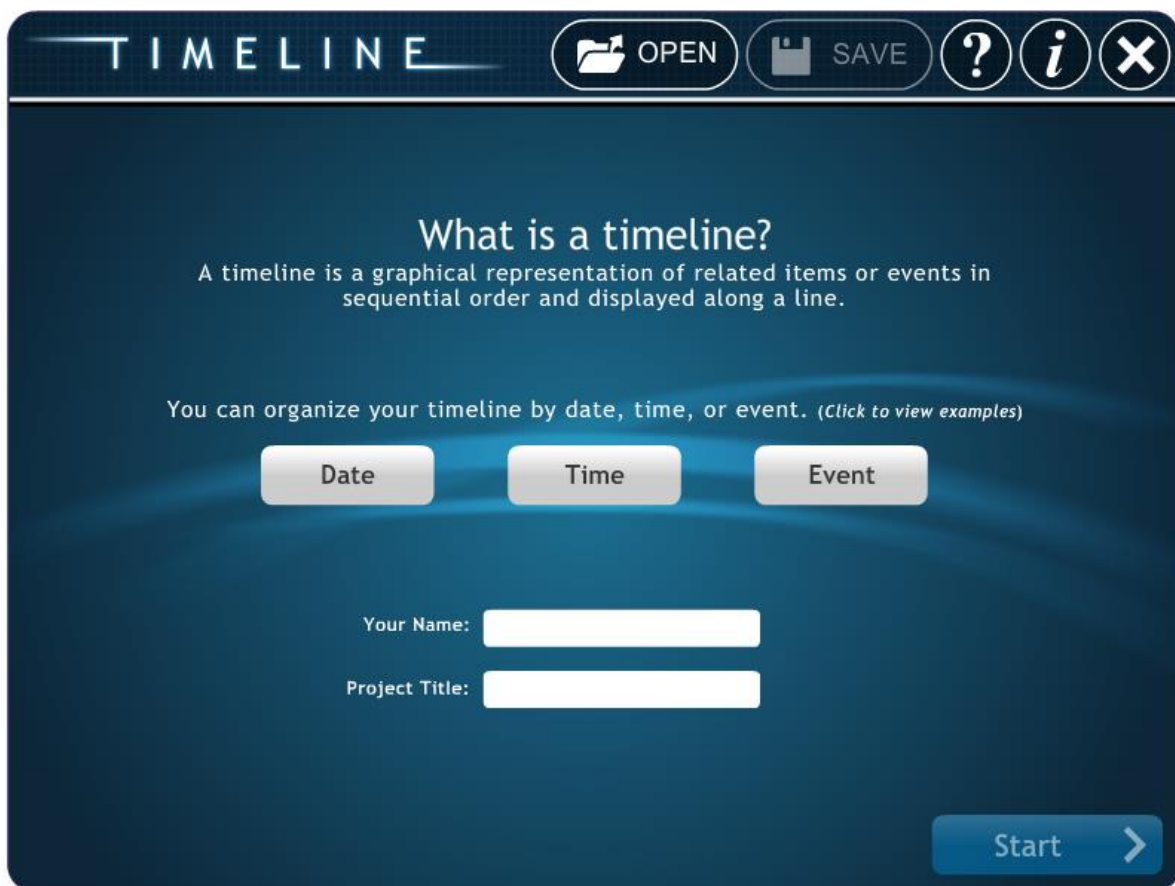 TIMELINE
OPEN
SAVE
?
i
What is a timeline?
A timeline is a graphical representation of related items or events in
sequential order and displayed along a line.
You can organize your timeline by date, time, or event. (Click to view examples)
Date
Time
Event
Your Name:
Project Title:
Start